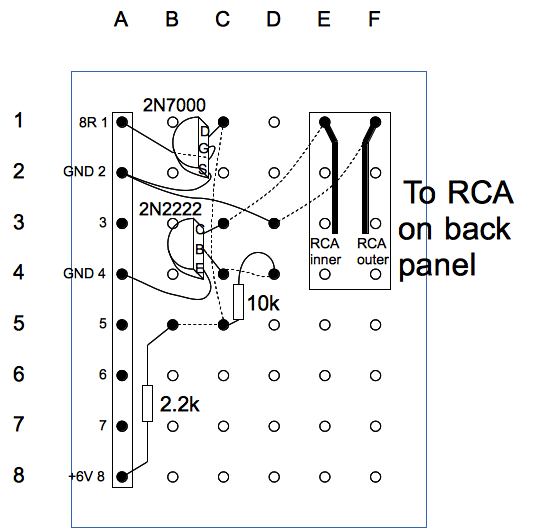 A B C D E F
2N7000
1 8R 1 D
G
2 GND 2 S
To RCA
on back
panel
2N2222
3 3 C
RCA inner
RCA outer
B
4 GND 4 E
10k
5 5
6 6
2.2k
7 7
8 +6V 8